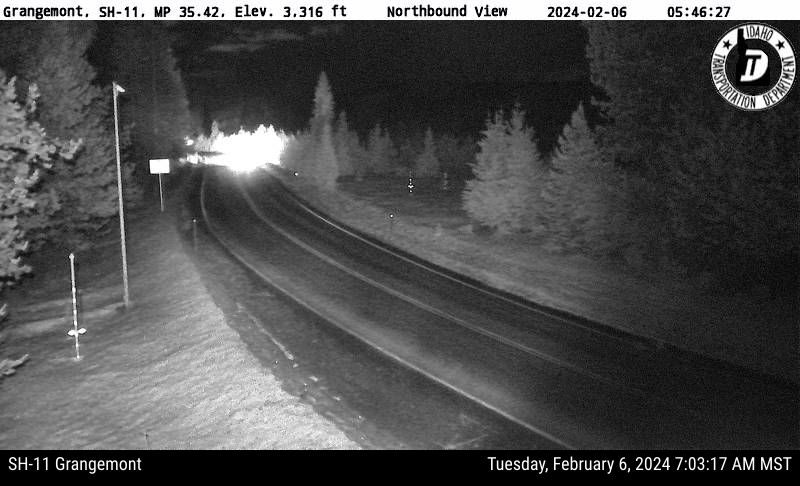 Grangemont, SH-11, MP 35.42, Elev. 3,316 ft Northbound View 2024-02-06 05:46:27
IDAHO
TRANSPORTATION DEPARTMENT
SH-11 Grangemont Tuesday, February 6, 2024 7:03:17 AM MST